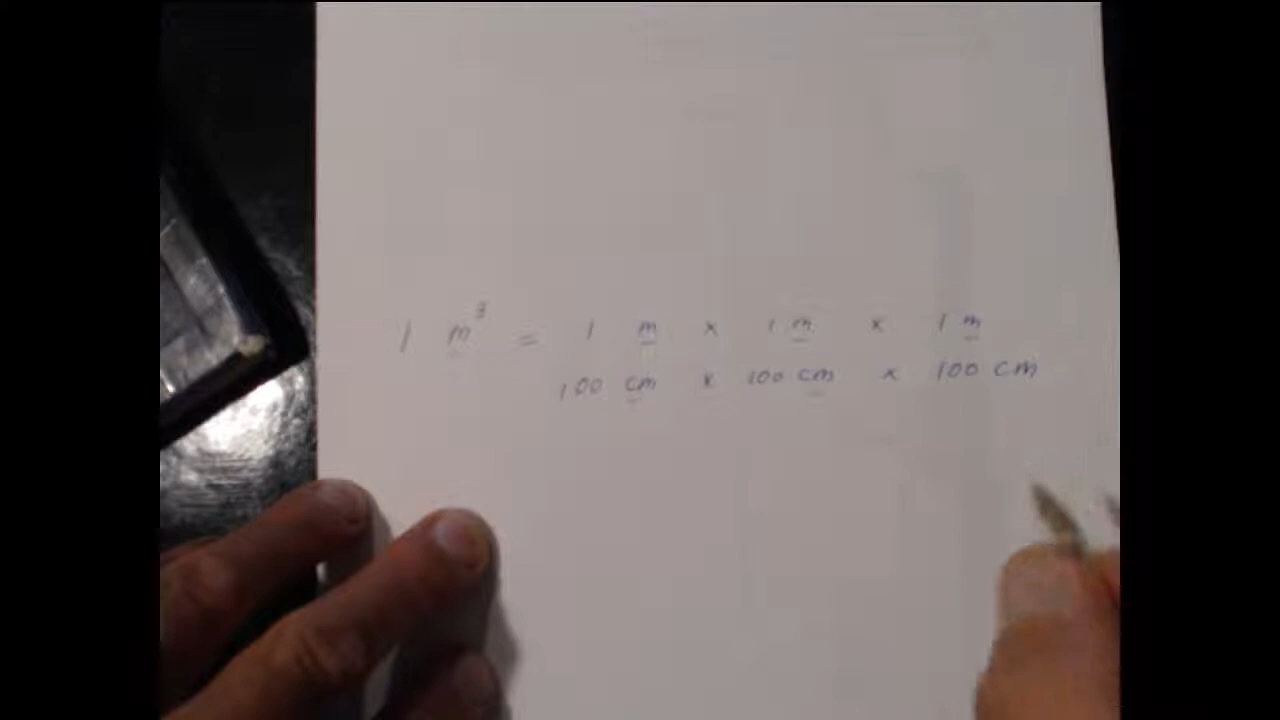 1 m³ = 1 m x 1 m x 1 m
100 cm x 100 cm x 100 cm